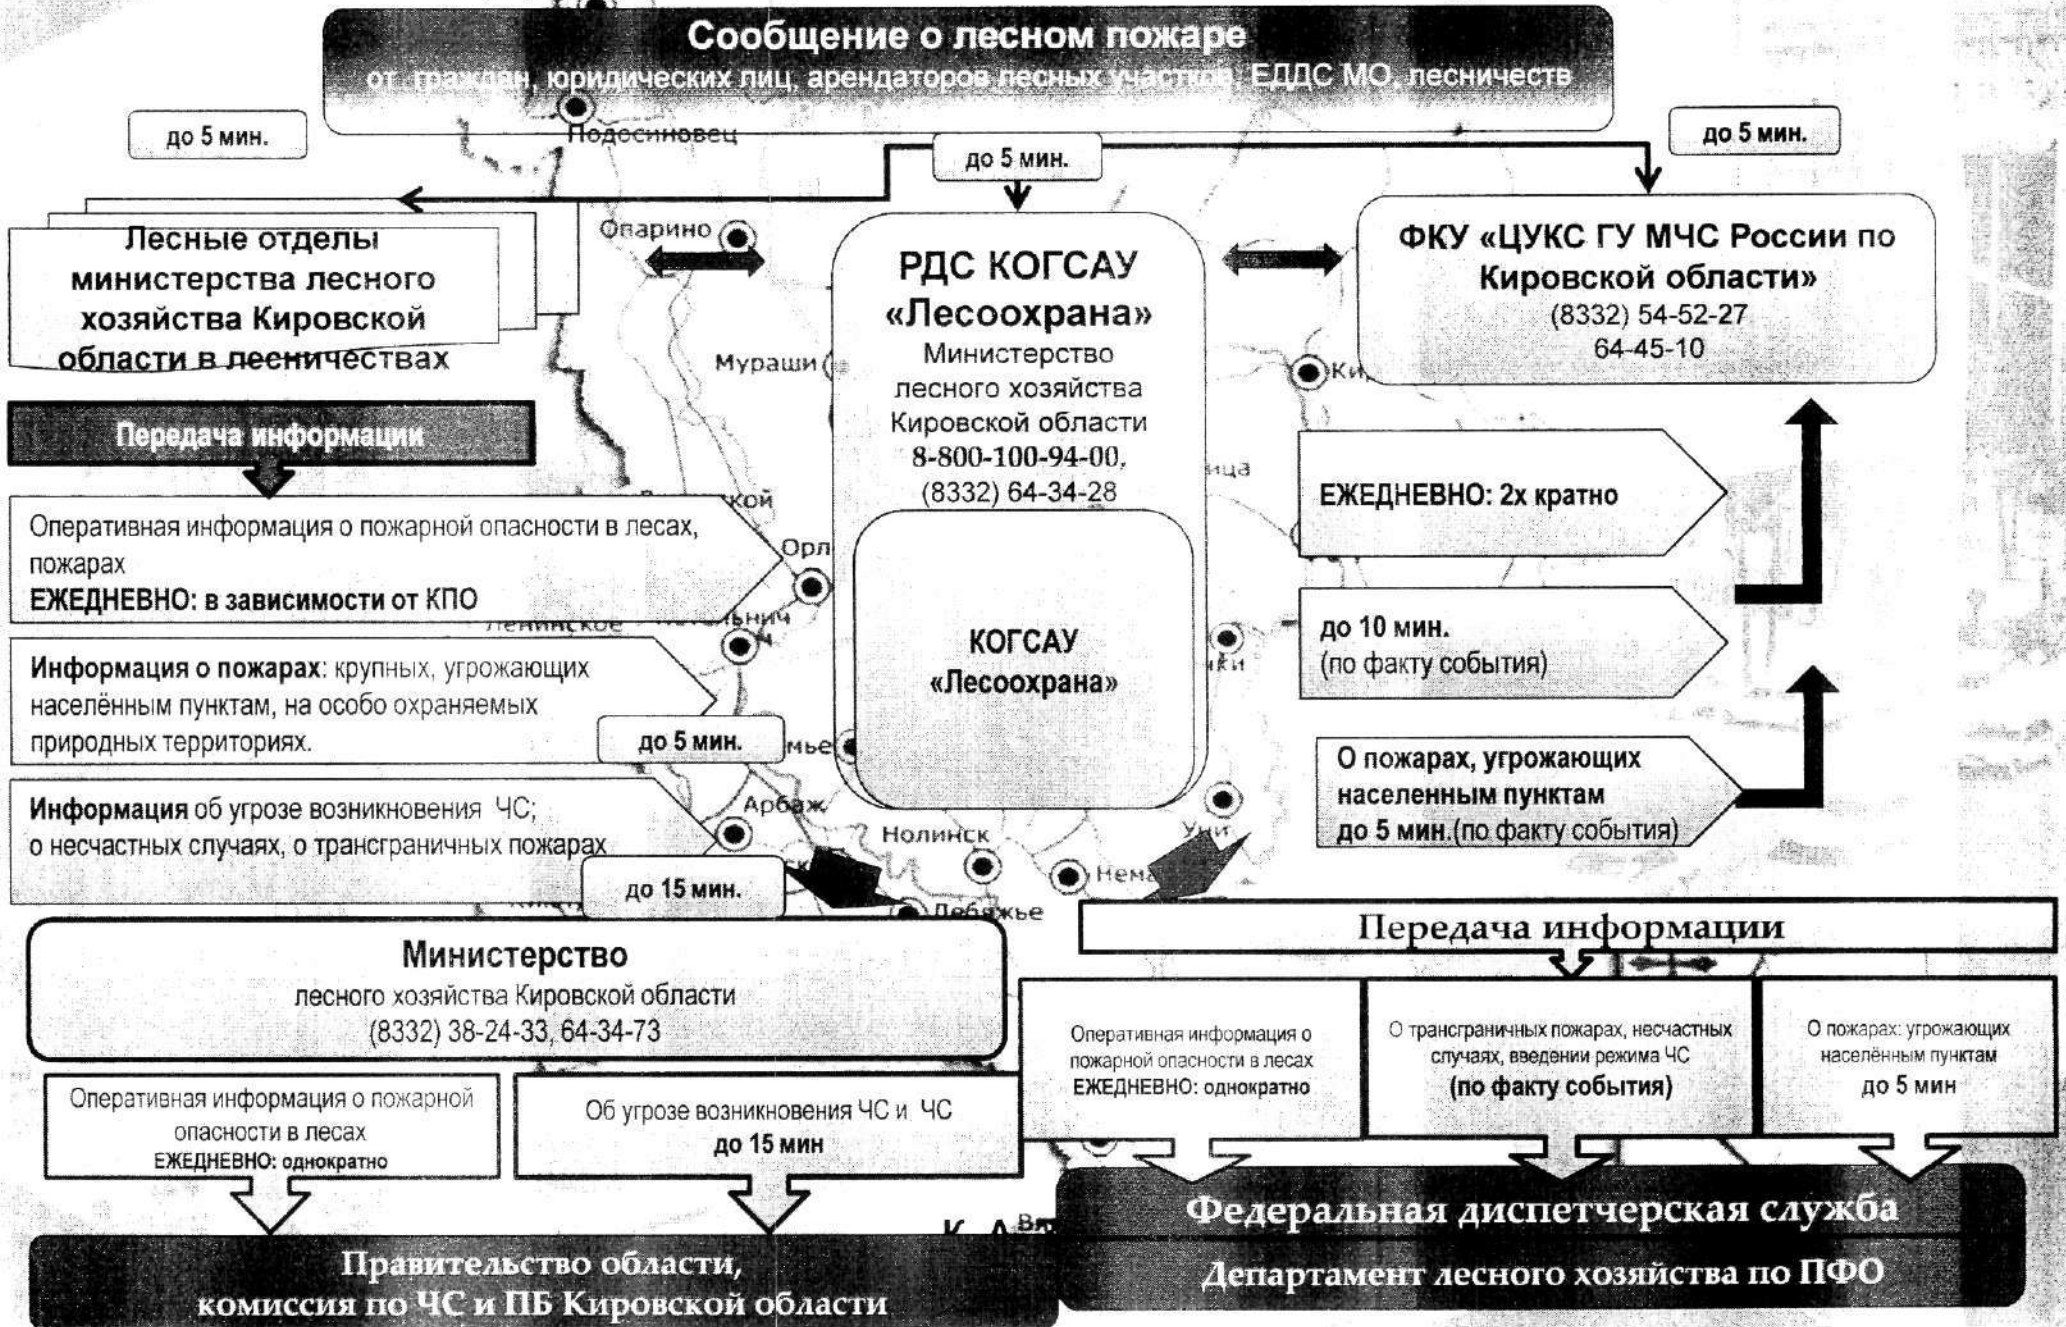 Сообщение о лесном пожаре
от граждан, юридических лиц, арендаторов лесных участков, ЕДДС МО, лесничеств
до 5 мин.
до 5 мин.
до 5 мин.
Подосиновец
Лесные отделы
министерства лесного
хозяйства Кировской
области в лесничествах
Опарино
РДС КОГСАУ
«Лесоохрана»
Министерство
лесного хозяйства
Кировской области
8-800-100-94-00,
(8332) 64-34-28
КОГСАУ
«Лесоохрана»
ФКУ «ЦУКС ГУ МЧС России по
Кировской области»
(8332) 54-52-27
64-45-10
Мураши
Ки
Передача информации
Оперативная информация о пожарной опасности в лесах,
пожарах
ЕЖЕДНЕВНО: в зависимости от КПО
кой
Орл
ица
Ленинское
льнич
Информация о пожарах: крупных, угрожающих
населённым пунктам, на особо охраняемых
природных территориях.
до 5 мин.
мье
Информация об угрозе возникновения ЧС;
о несчастных случаях, о трансграничных пожарах
до 15 мин.
Арбаж
Нолинск
Уни
Нема
Лебяжье
ЕЖЕДНЕВНО: 2х кратно
до 10 мин.
(по факту события)
О пожарах, угрожающих
населенным пунктам
до 5 мин.(по факту события)
Министерство
лесного хозяйства Кировской области
(8332) 38-24-33, 64-34-73
Оперативная информация о пожарной
опасности в лесах
ЕЖЕДНЕВНО: однократно
Об угрозе возникновения ЧС и ЧС
до 15 мин
Правительство области,
комиссия по ЧС и ПБ Кировской области
Передача информации
Оперативная информация о
пожарной опасности в лесах
ЕЖЕДНЕВНО: однократно
О трансграничных пожарах, несчастных
случаях, введении режима ЧС
(по факту события)
О пожарах: угрожающих
населённым пунктам
до 5 мин
Федеральная диспетчерская служба
Департамент лесного хозяйства по ПФО